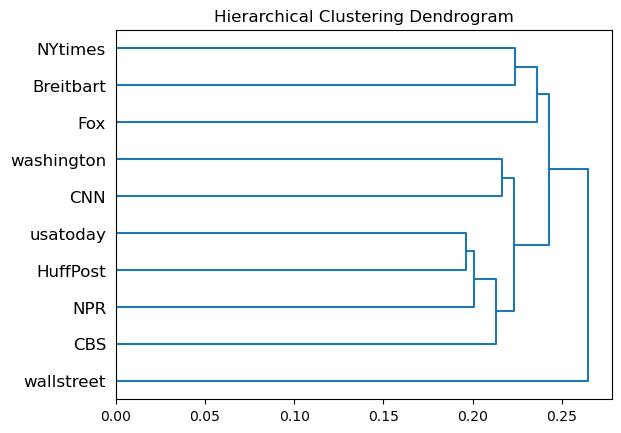 Hierarchical Clustering Dendrogram
NYtimes
Breitbart
Fox
washington
CNN
usatoday
HuffPost
NPR
CBS
wallstreet
0.00 0.05 0.10 0.15 0.20 0.25